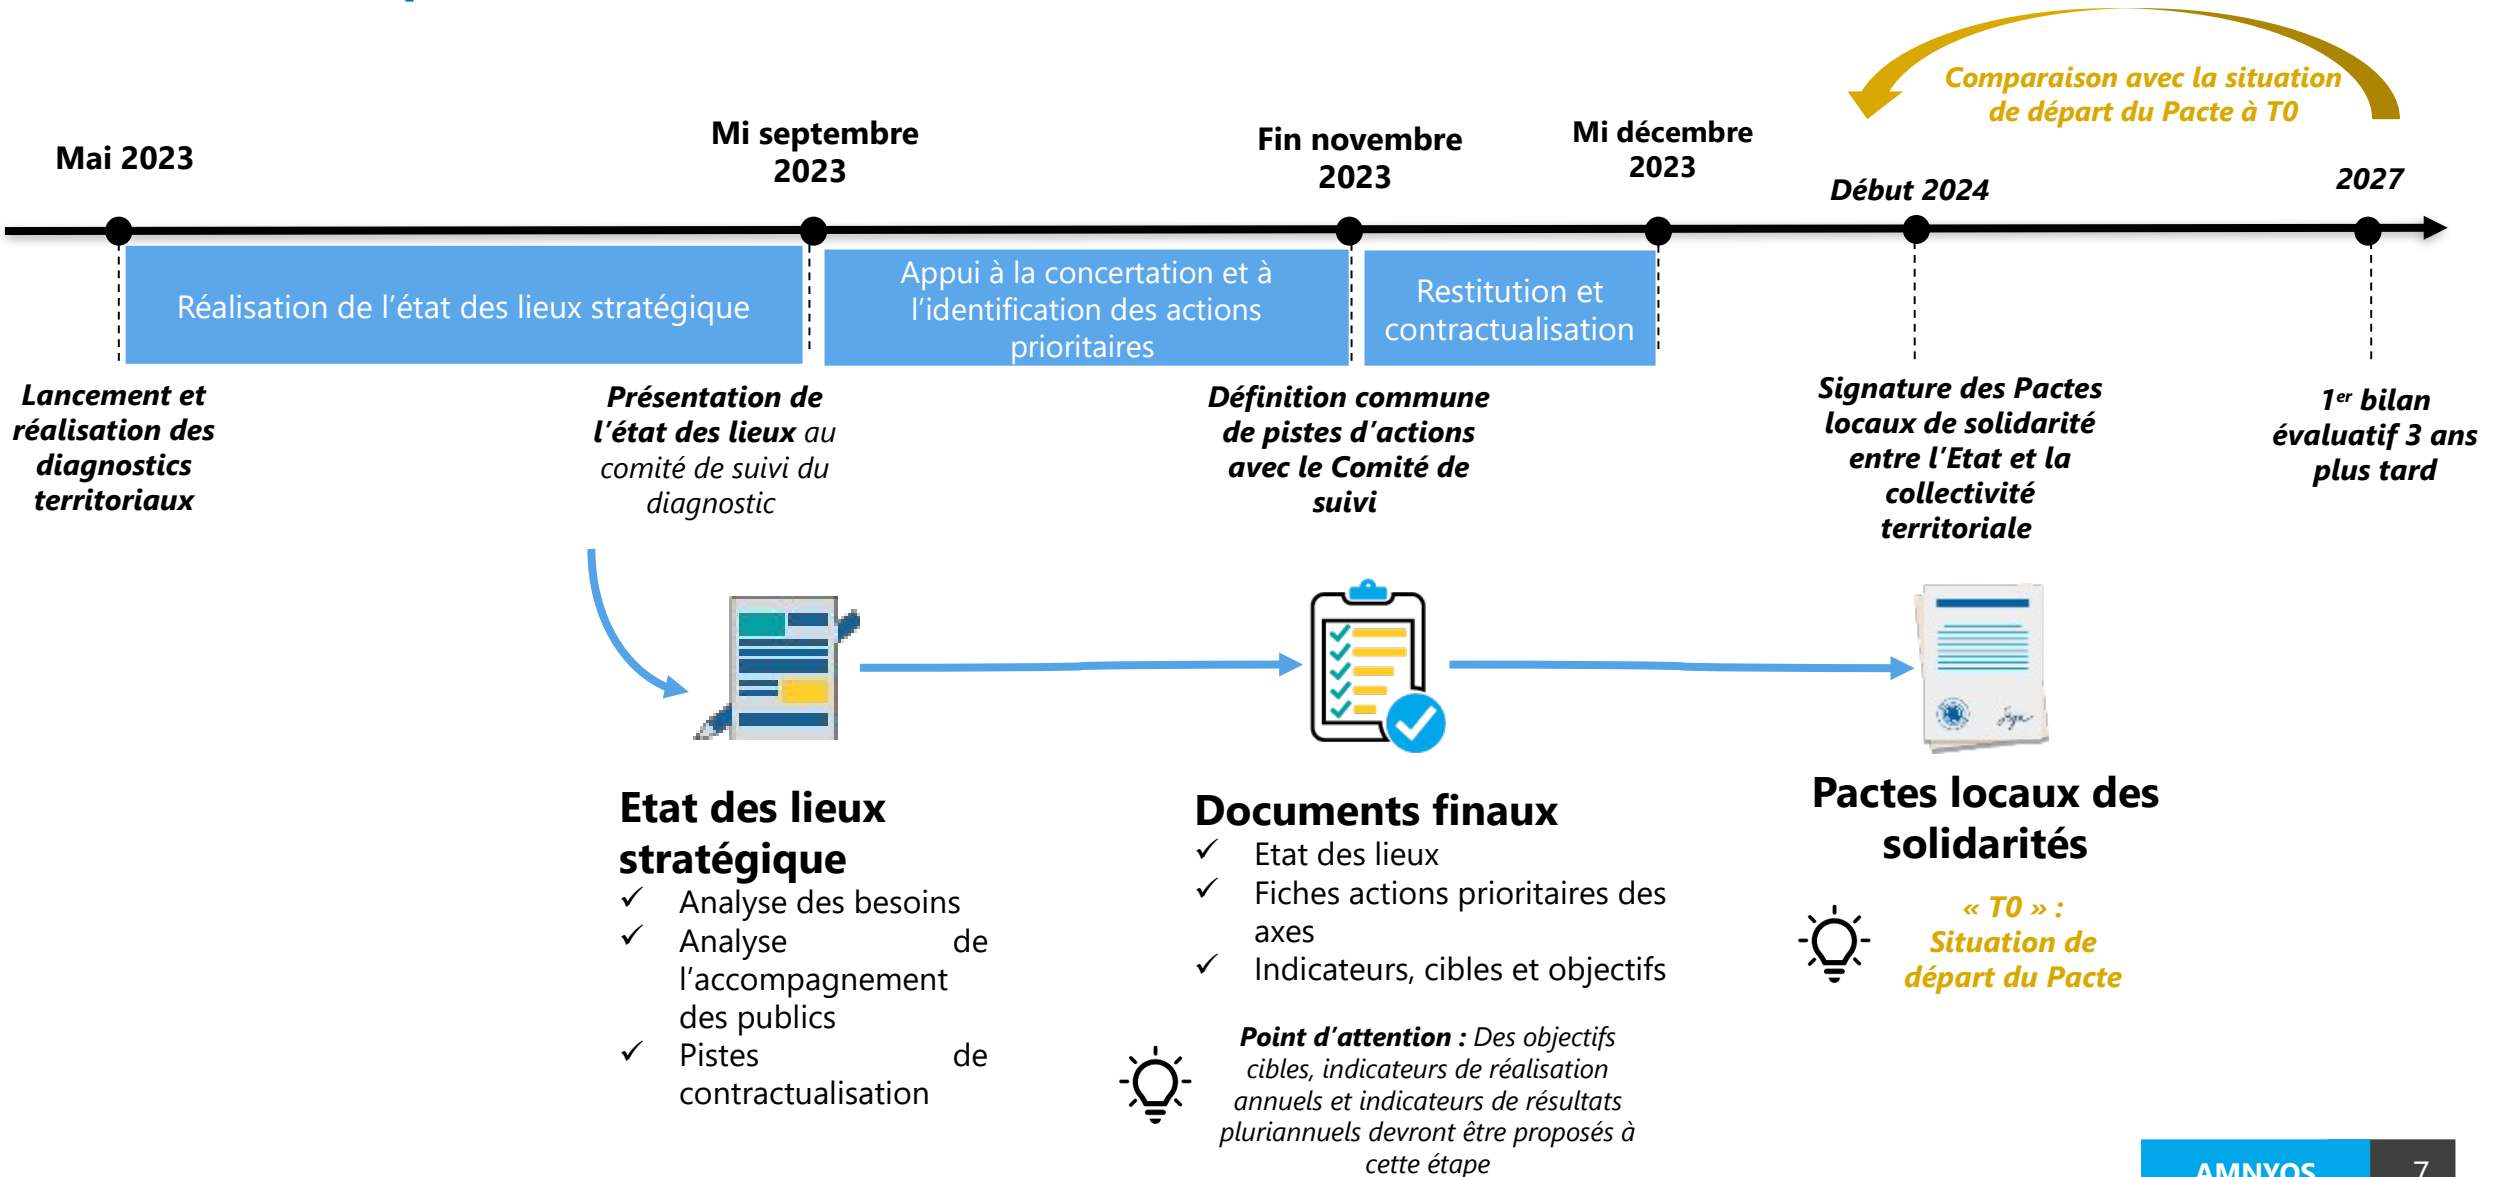 Comparaison avec la situation
de départ du Pacte à T0
Mai 2023
Mi septembre
2023
Fin novembre
2023
Mi décembre
2023
Début 2024
2027
Réalisation de l’état des lieux stratégique
Appui à la concertation et à
l’identification des actions
prioritaires
Restitution et
contractualisation
Lancement et
réalisation des
diagnostics
territoriaux
Présentation de
l’état des lieux au
comité de suivi du
diagnostic
Définition commune
de pistes d’actions
avec le Comité de
suivi
Signature des Pactes
locaux de solidarité
entre l’Etat et la
collectivité
territoriale
1er bilan
évaluatif 3 ans
plus tard
Etat des lieux
stratégique
✓ Analyse des besoins
✓ Analyse de
l’accompagnement
des publics
✓ Pistes de
contractualisation
Documents finaux
✓ Etat des lieux
✓ Fiches actions prioritaires des
axes
✓ Indicateurs, cibles et objectifs
Point d’attention : Des objectifs
cibles, indicateurs de réalisation
annuels et indicateurs de résultats
pluriannuels devront être proposés à
cette étape
Pactes locaux des
solidarités
« T0 » :
Situation de
départ du Pacte
AMNYOS 7